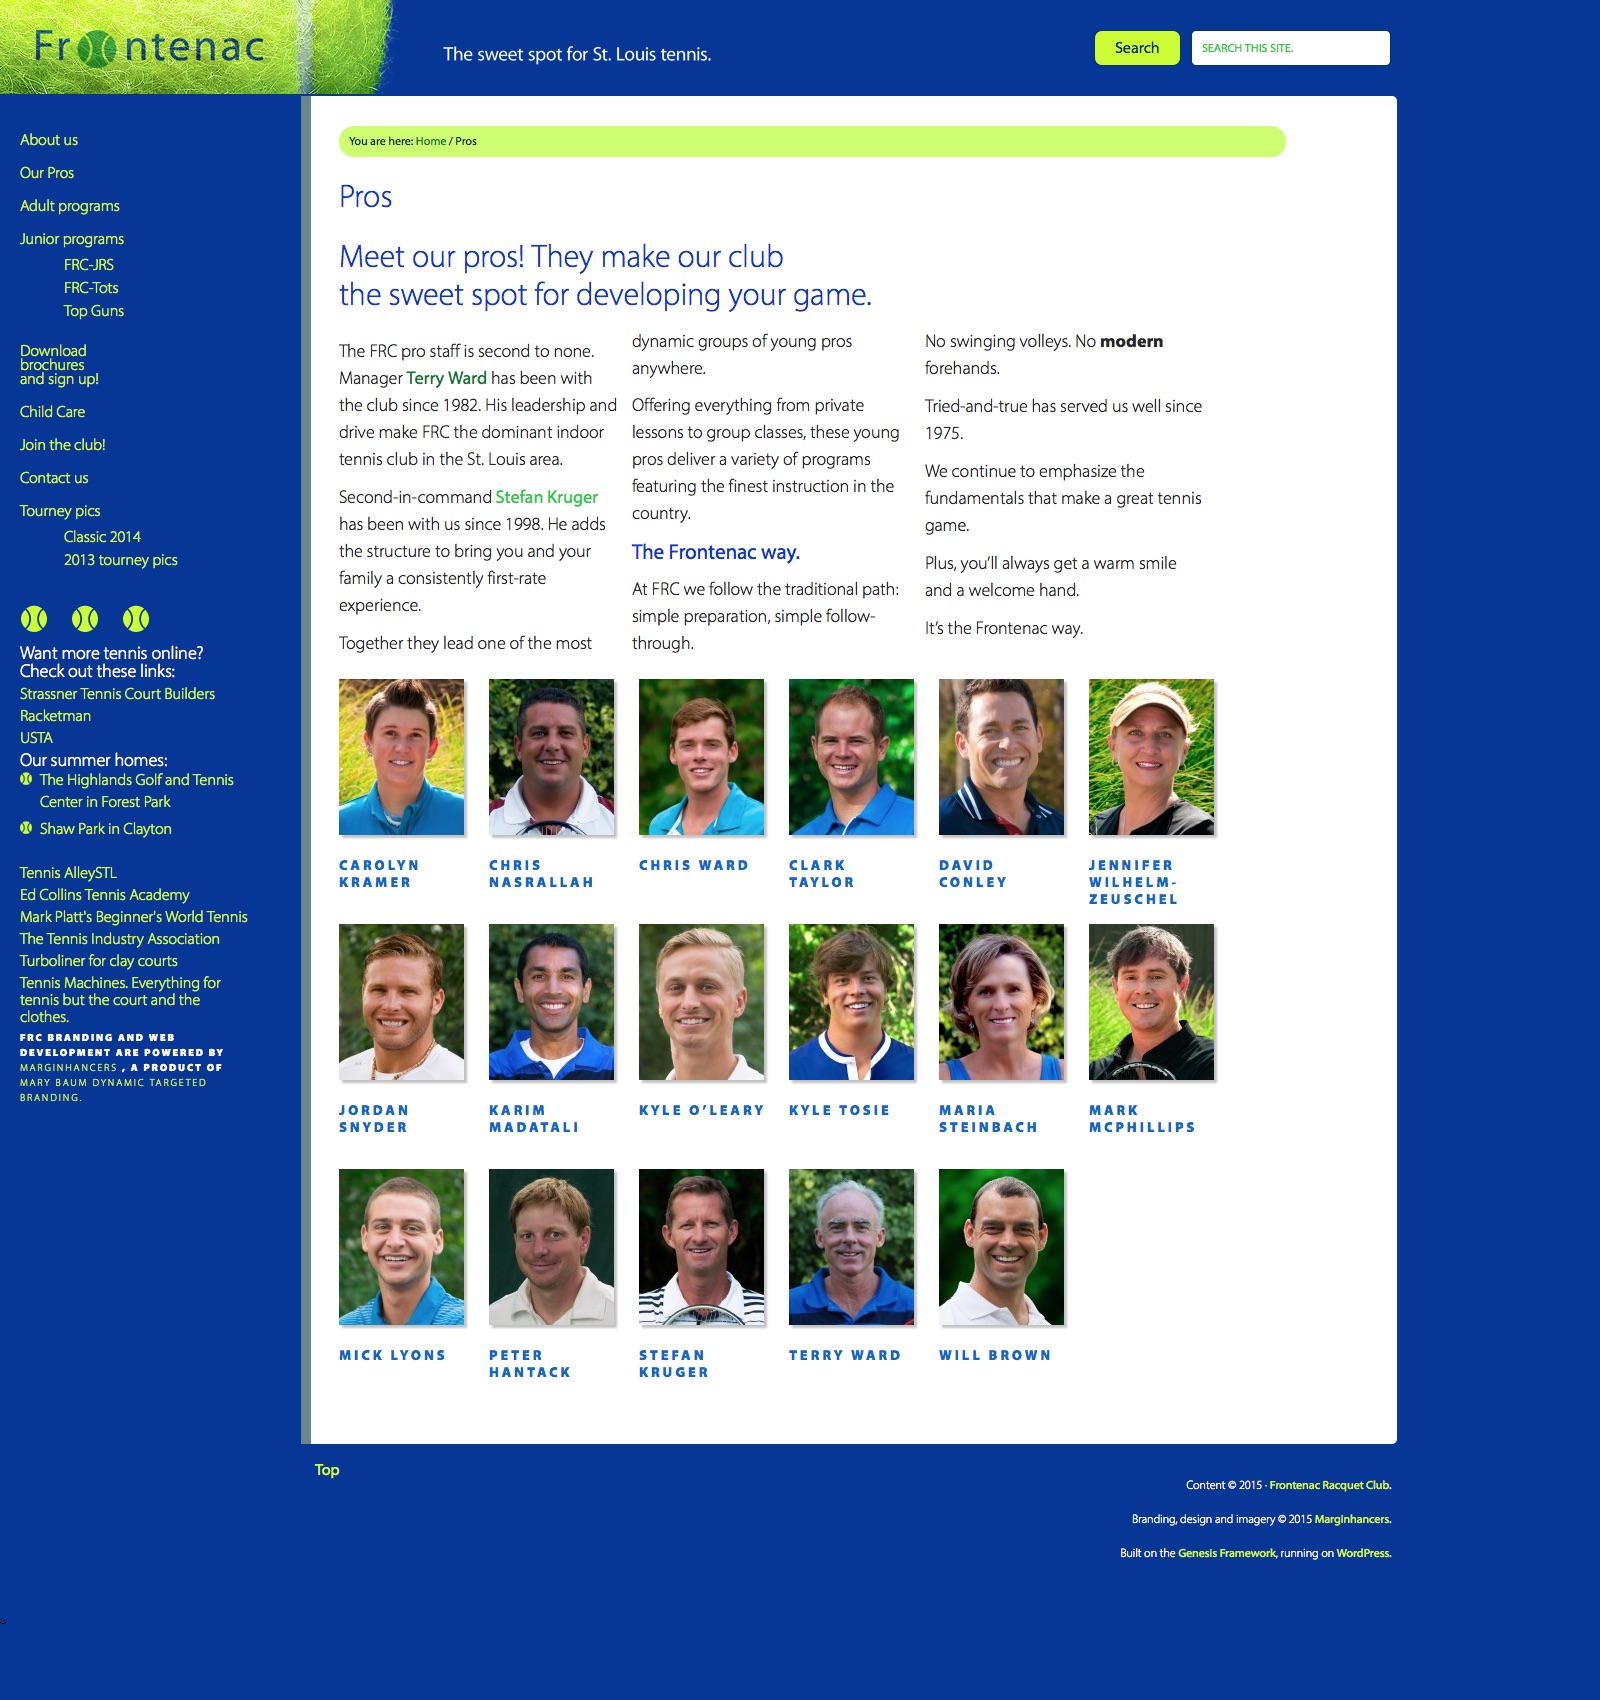 Frontenac
The sweet spot for St. Louis tennis.
Search
SEARCH THIS SITE.
About us
Our Pros
Adult programs
Junior programs
FRC-JRS
FRC-Tots
Top Guns
Download
brochures
and sign up!
Child Care
Join the club!
Contact us
Tourney pics
Classic 2014
2013 tourney pics
Want more tennis online?
Check out these links:
Strassner Tennis Court Builders
Racketman
USTA
Our summer homes:
The Highlands Golf and Tennis
Center in Forest Park
Shaw Park in Clayton
Tennis AlleySTL
Ed Collins Tennis Academy
Mark Platt's Beginner's World Tennis
The Tennis Industry Association
Turboliner for clay courts
Tennis Machines. Everything for
tennis but the court and the
clothes.
FRC BRANDING AND WEB
DEVELOPMENT ARE POWERED BY
MARGINHANCERS , A PRODUCT OF
MARY BAUM DYNAMIC TARGETED
BRANDING.
You are here: Home / Pros
Pros
Meet our pros! They make our club
the sweet spot for developing your game.
The FRC pro staff is second to none.
Manager Terry Ward has been with
the club since 1982. His leadership and
drive make FRC the dominant indoor
tennis club in the St. Louis area.
Second-in-command Stefan Kruger
has been with us since 1998. He adds
the structure to bring you and your
family a consistently first-rate
experience.
Together they lead one of the most
dynamic groups of young pros
anywhere.
Offering everything from private
lessons to group classes, these young
pros deliver a variety of programs
featuring the finest instruction in the
country.
The Frontenac way.
At FRC we follow the traditional path:
simple preparation, simple follow-
through.
No swinging volleys. No modern
forehands.
Tried-and-true has served us well since
1975.
We continue to emphasize the
fundamentals that make a great tennis
game.
Plus, you’ll always get a warm smile
and a welcome hand.
It’s the Frontenac way.
CAROLYN
KRAMER
CHRIS
NASRALLAH
CHRIS WARD
CLARK
TAYLOR
DAVID
CONLEY
JENNIFER
WILHELM-
ZEUSCHEL
JORDAN
SNYDER
KARIM
MADATALI
KYLE O’LEARY
KYLE TOSIE
MARIA
STEINBACH
MARK
MCPHILLIPS
MICK LYONS
PETER
HANTACK
STEFAN
KRUGER
TERRY WARD
WILL BROWN
Top
Content © 2015 · Frontenac Racquet Club.
Branding, design and imagery © 2015 Marginhancers.
Built on the Genesis Framework, running on WordPress.